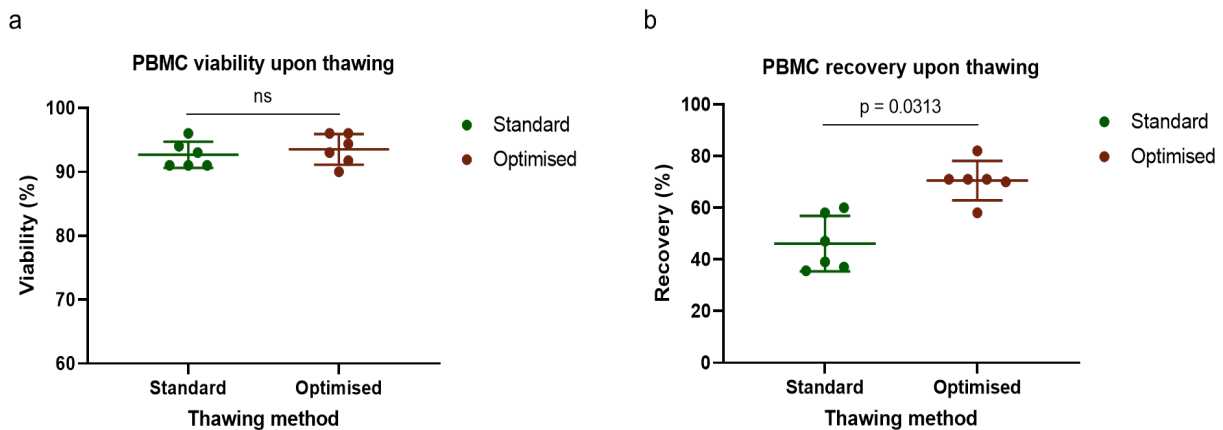 a
PBMC viability upon thawing
ns
100
90
80
70
60
Viability (%)
Standard
Optimised
Thawing method
Standard
Optimised
b
PBMC recovery upon thawing
p = 0.0313
100
80
60
40
20
0
Recovery (%)
Standard
Optimised
Thawing method
Standard
Optimised